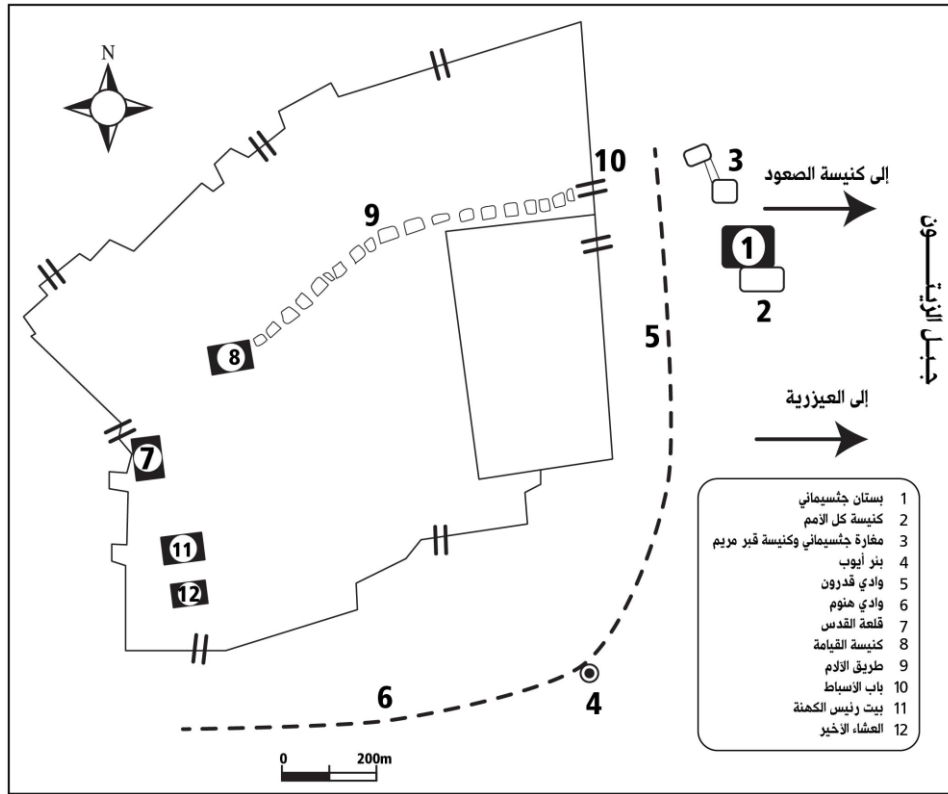 N
10
3
إلى كنيسة الصعود
9
1
جبل الزيتــــون
2
5
8
إلى العيزرية
7
11
12
1 بستان جثسيماني
2 كنيسة كل الأمم
3 مغارة جثسيماني وكنيسة قبر مريم
4 بئر أيوب
5 وادي قدرون
6 وادي هنوم
7 قلعة القدس
8 كنيسة القيامة
9 طريق الآلام
10 باب الأسباط
11 بيت رئيس الكهنة
12 العشاء الأخير
6
4
0 200m